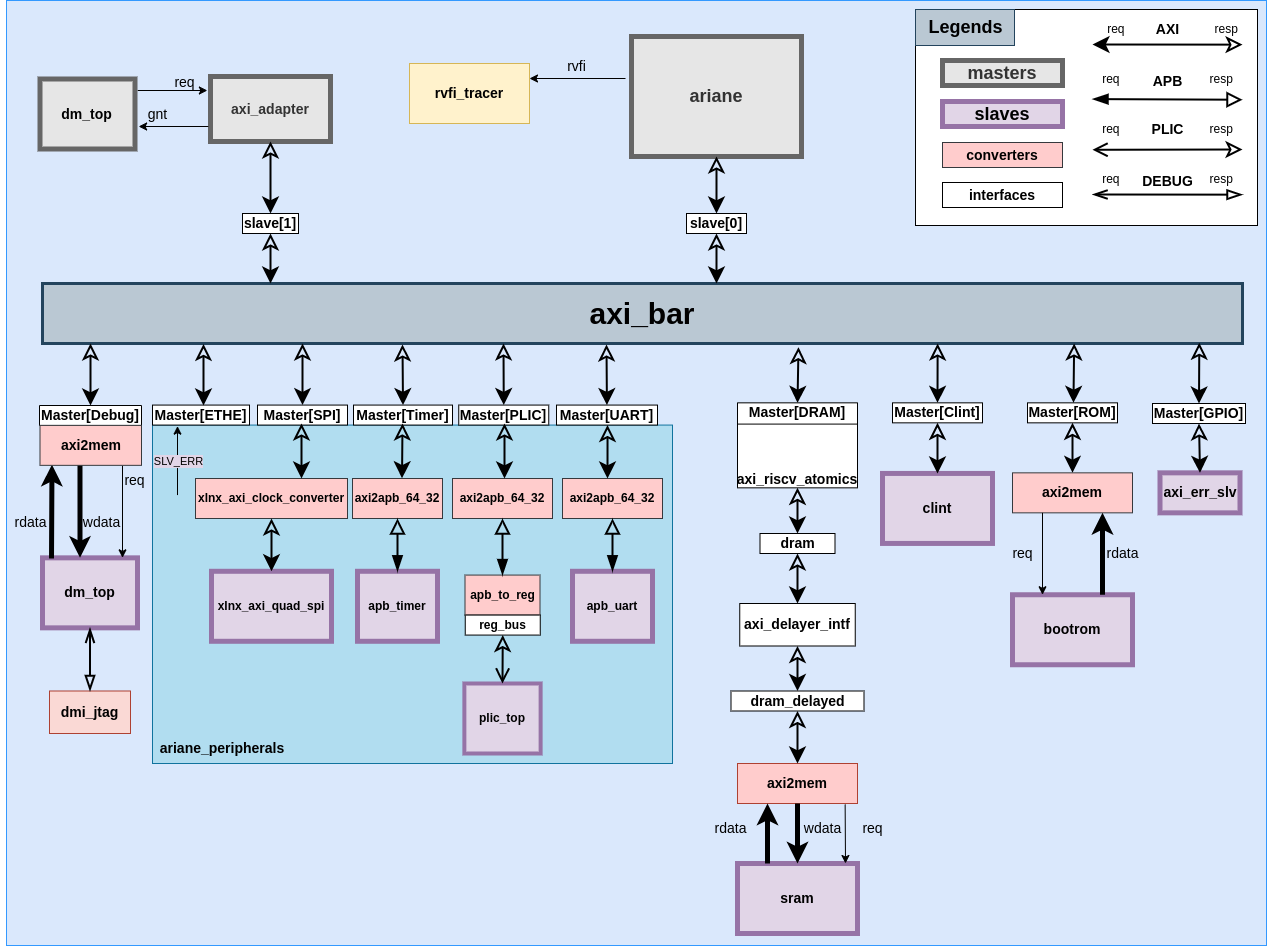 Legends
req AXI resp
masters
req APB resp
slaves
req PLIC resp
converters
req DEBUG resp
interfaces
dm_top
req
gnt
axi_adapter
rvfi_tracer
rvfi
ariane
slave[1]
slave[0]
axi_bar
Master[Debug]
Master[ETHE]
Master[SPI]
Master[Timer]
Master[PLIC]
Master[UART]
Master[DRAM]
Master[Clint]
Master[ROM]
Master[GPIO]
axi2mem
SLV_ERR
req
rdata
wdata
xlnx_axi_clock_converter
axi2apb_64_32
axi2apb_64_32
axi2apb_64_32
axi_riscv_atomics
clint
axi2mem
axi_err_slv
dram
req
rdata
dm_top
xlnx_axi_quad_spi
apb_timer
apb_to_reg
reg_bus
apb_uart
axi_delayer_intf
bootrom
dmi_jtag
plic_top
dram_delayed
ariane_peripherals
axi2mem
rdata
wdata
req
sram